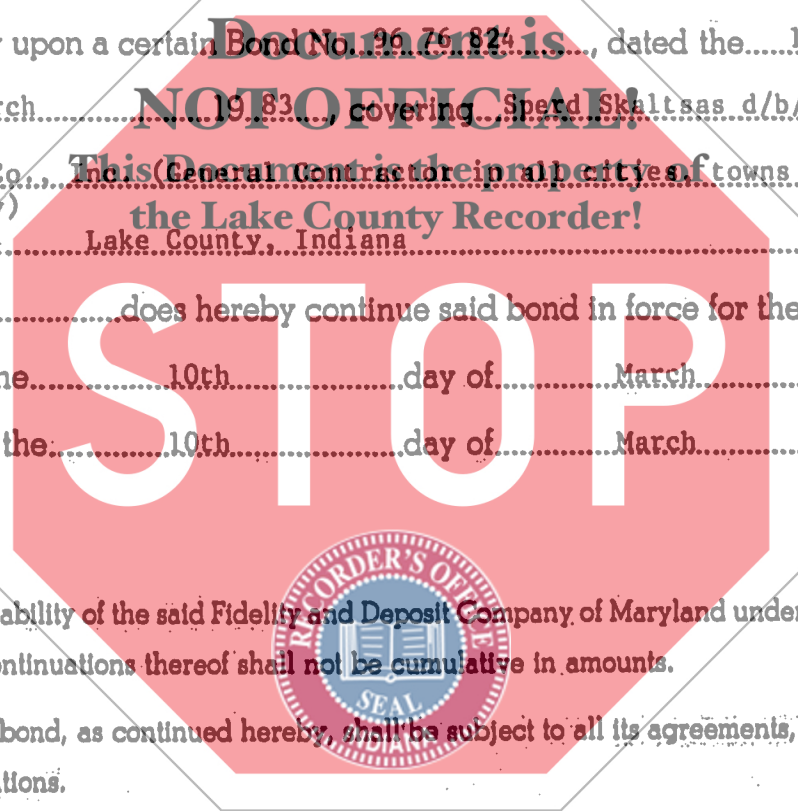 upon a certain Bond No. 96 76 824, dated the
Document is
rch 19 83, covering Sperd Skaltsas d/b/
NOT OFFICIAL!
o., Inc. (General Contractor in all cities, towns
This Document is the property of
the Lake County Recorder!
Lake County, Indiana
does hereby continue said bond in force for the
STOP
ne 10th day of March
the 10th day of March
RECORDER'S OFFICE
ability of the said Fidelity and Deposit Company of Maryland under
ontinuations thereof shall not be cumulative in amounts.
SEAL
INDIANA
bond, as continued hereby, shall be subject to all its agreements,
tions.